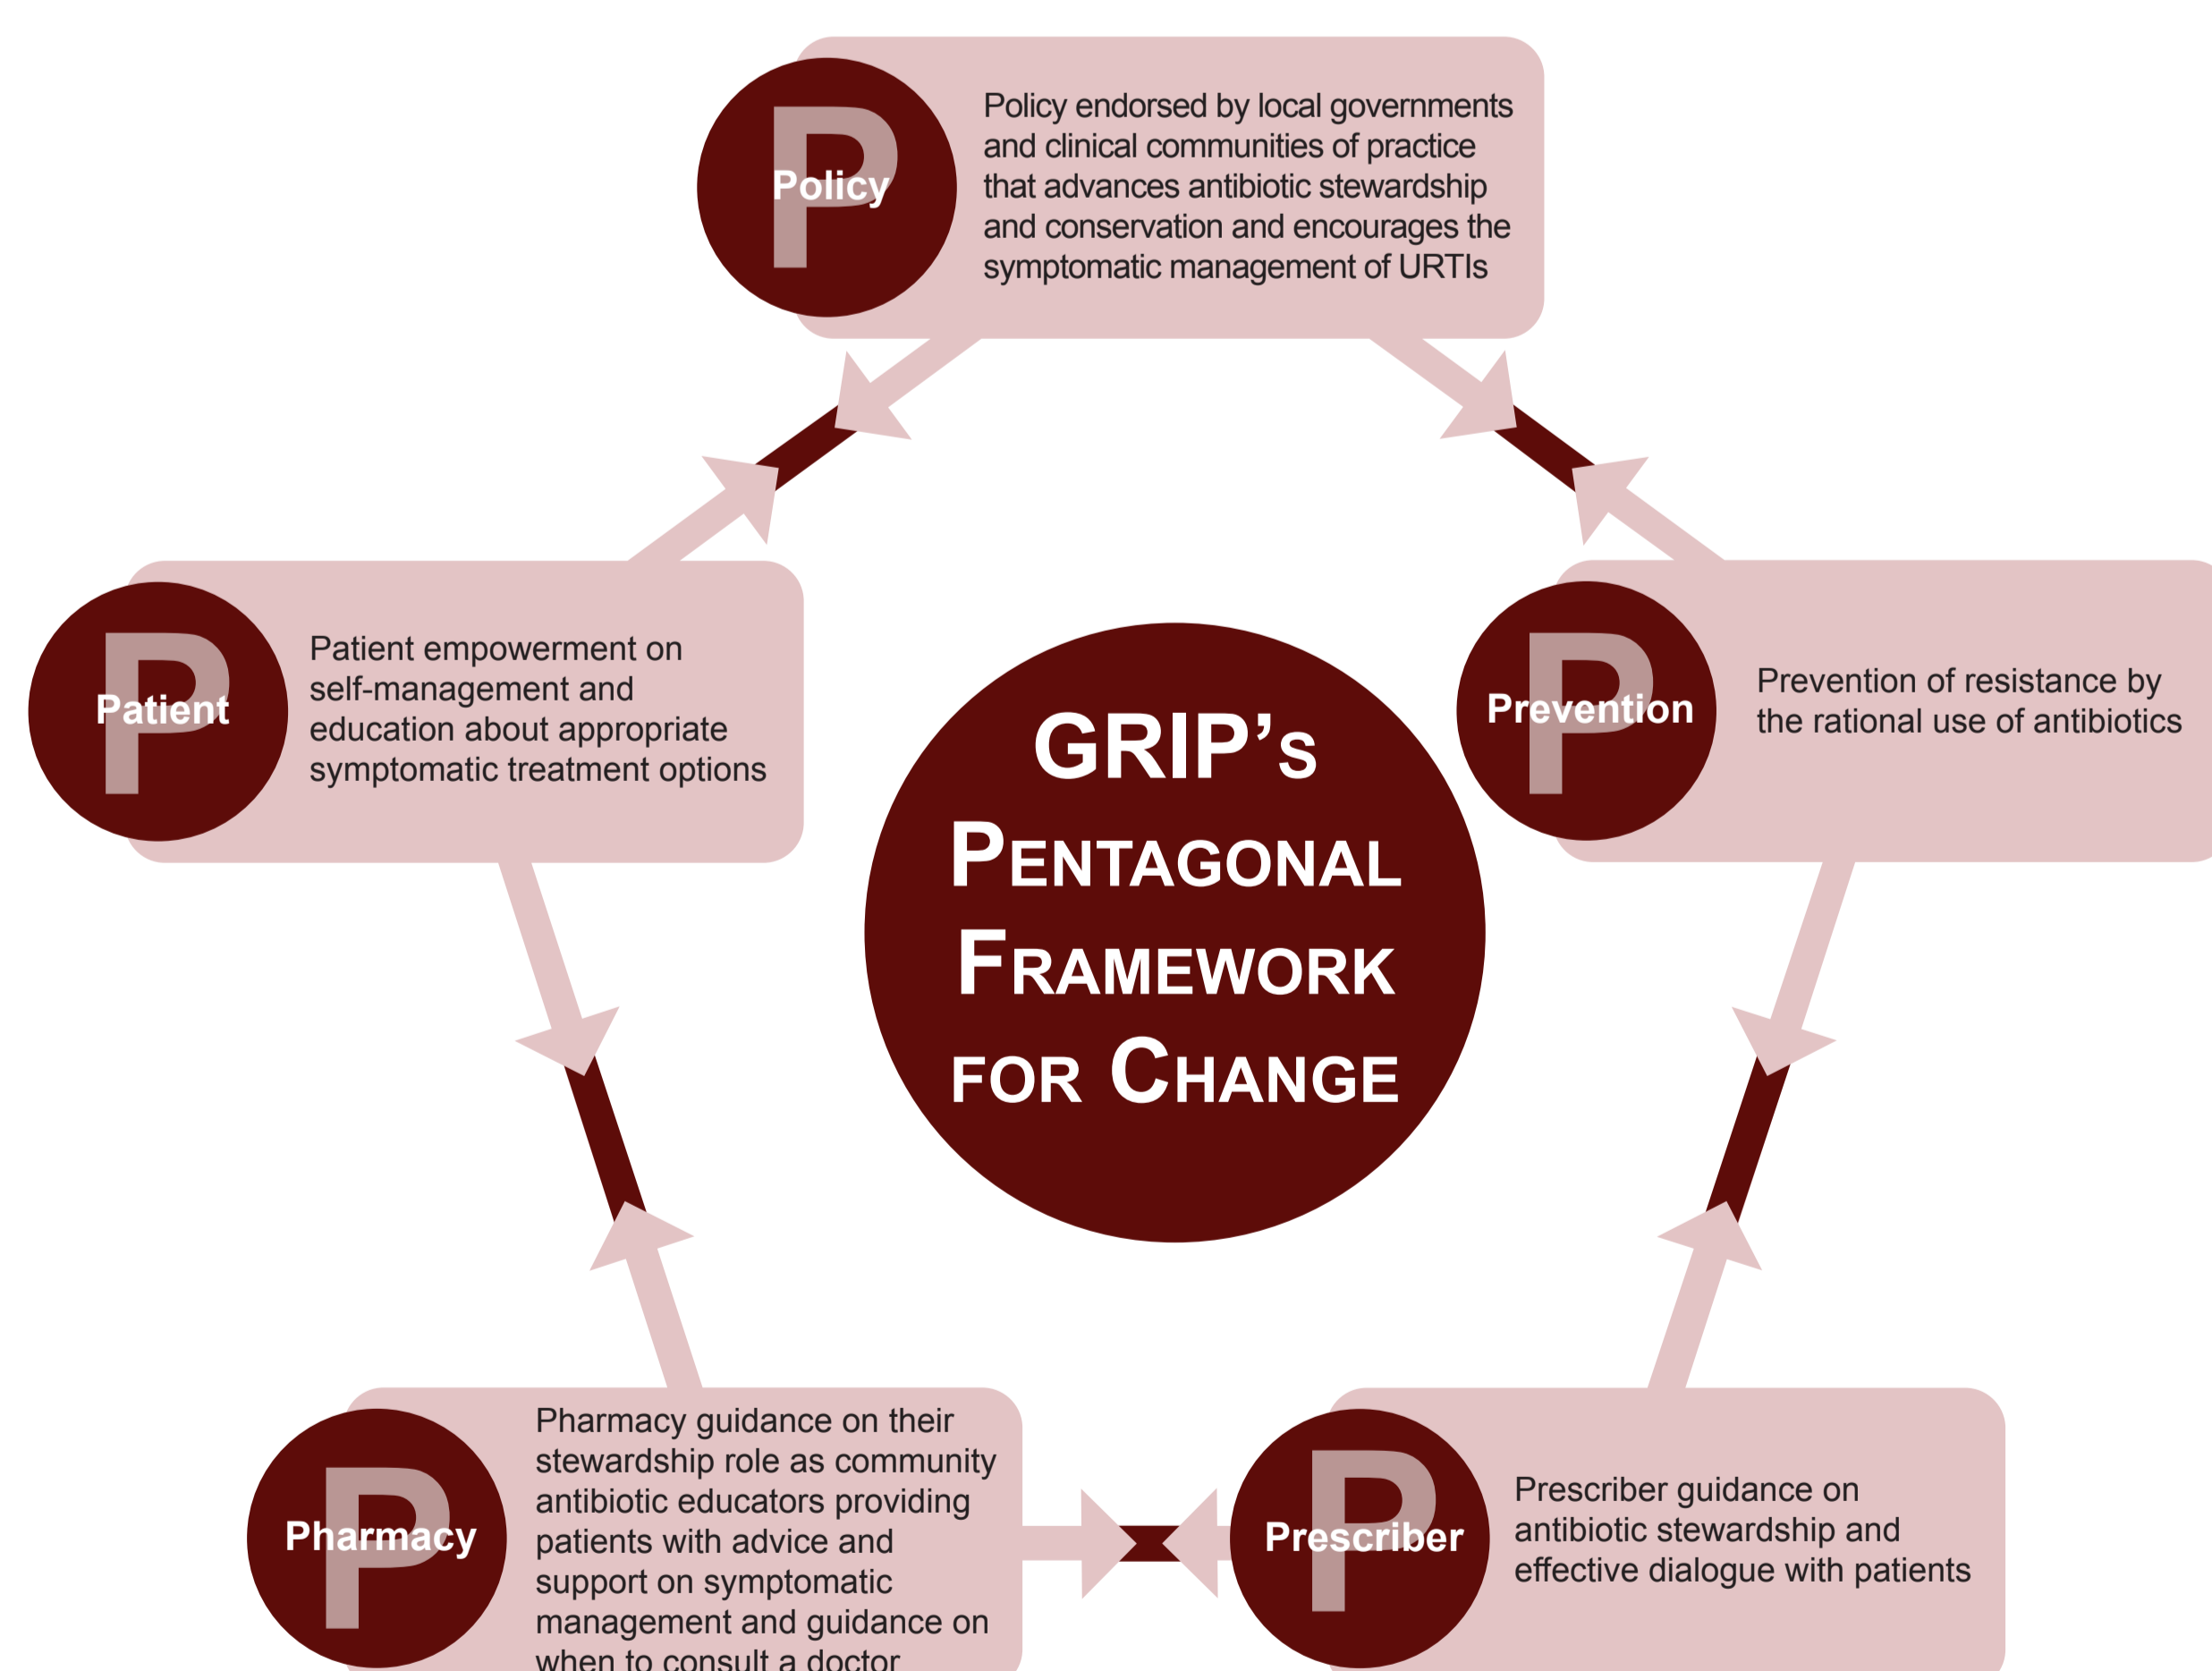 P
Policy
Policy endorsed by local governments
and clinical communities of practice
that advances antibiotic stewardship
and conservation and encourages the
symptomatic management of URTIs
P
Patient
Patient empowerment on
self-management and
education about appropriate
symptomatic treatment options
GRIP’s
Pentagonal
Framework
for Change
P
Prevention
Prevention of resistance by
the rational use of antibiotics
P
Pharmacy
Pharmacy guidance on their
stewardship role as community
antibiotic educators providing
patients with advice and
support on symptomatic
management and guidance on
when to consult a doctor
P
Prescriber
Prescriber guidance on
antibiotic stewardship and
effective dialogue with patients